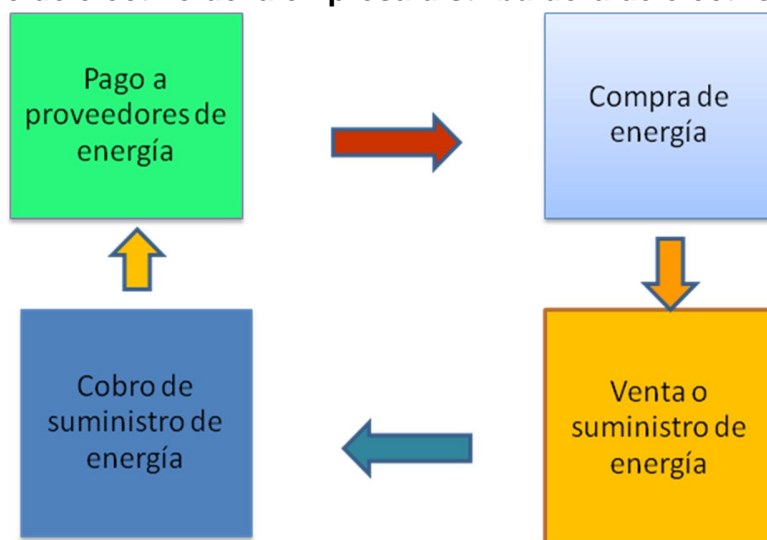 Pago a
proveedores de
energía
Compra de
energía
Cobro de
suministro de
energía
Venta o
suministro de
energía